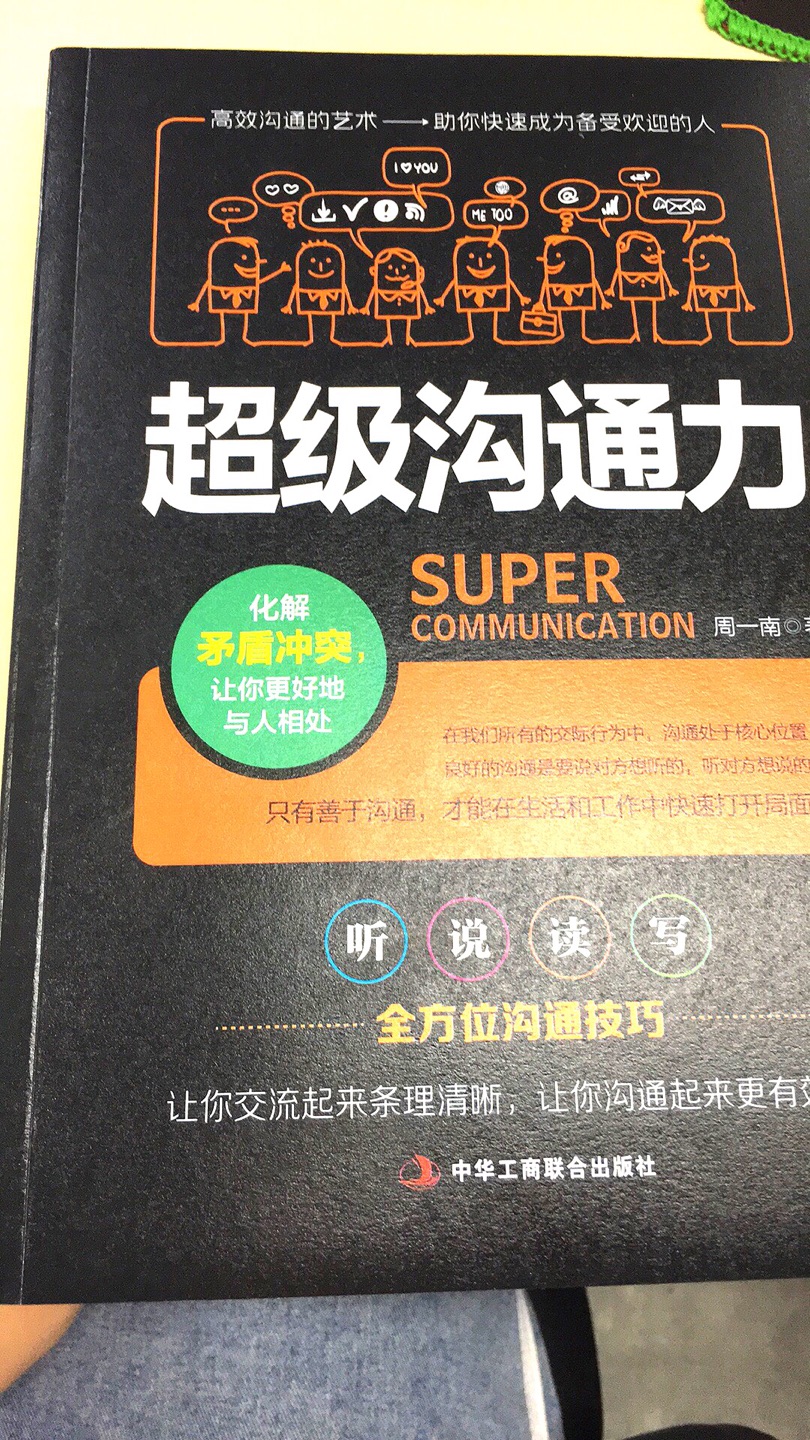 高效沟通的艺术——→助你快速成为备受欢迎的人
I♥YOU
ME TOO
@
超级沟通力
SUPER
COMMUNICATION
周一南◎著
化解
矛盾冲突，
让你更好地
与人相处
在我们所有的交际行为中，沟通处于核心位置
良好的沟通是要说对方想听的，听对方想说的
只有善于沟通，才能在生活和工作中快速打开局面
听 说 读 写
全方位沟通技巧
让你交流起来条理清晰，让你沟通起来更有效
中华工商联合出版社